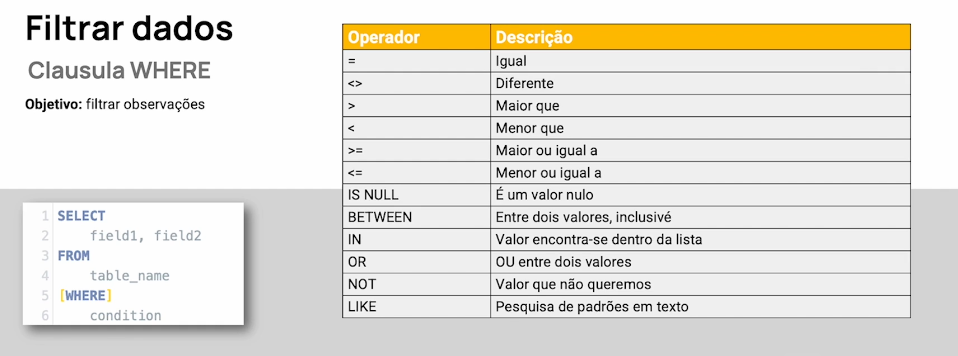 Filtrar dados
Clausula WHERE
Objetivo: filtrar observações
1 SELECT
2 field1, field2
3 FROM
4 table_name
5 [WHERE]
6 condition
Operador Descrição
= Igual
<> Diferente
> Maior que
< Menor que
>= Maior ou igual a
<= Menor ou igual a
IS NULL É um valor nulo
BETWEEN Entre dois valores, inclusivé
IN Valor encontra-se dentro da lista
OR OU entre dois valores
NOT Valor que não queremos
LIKE Pesquisa de padrões em texto